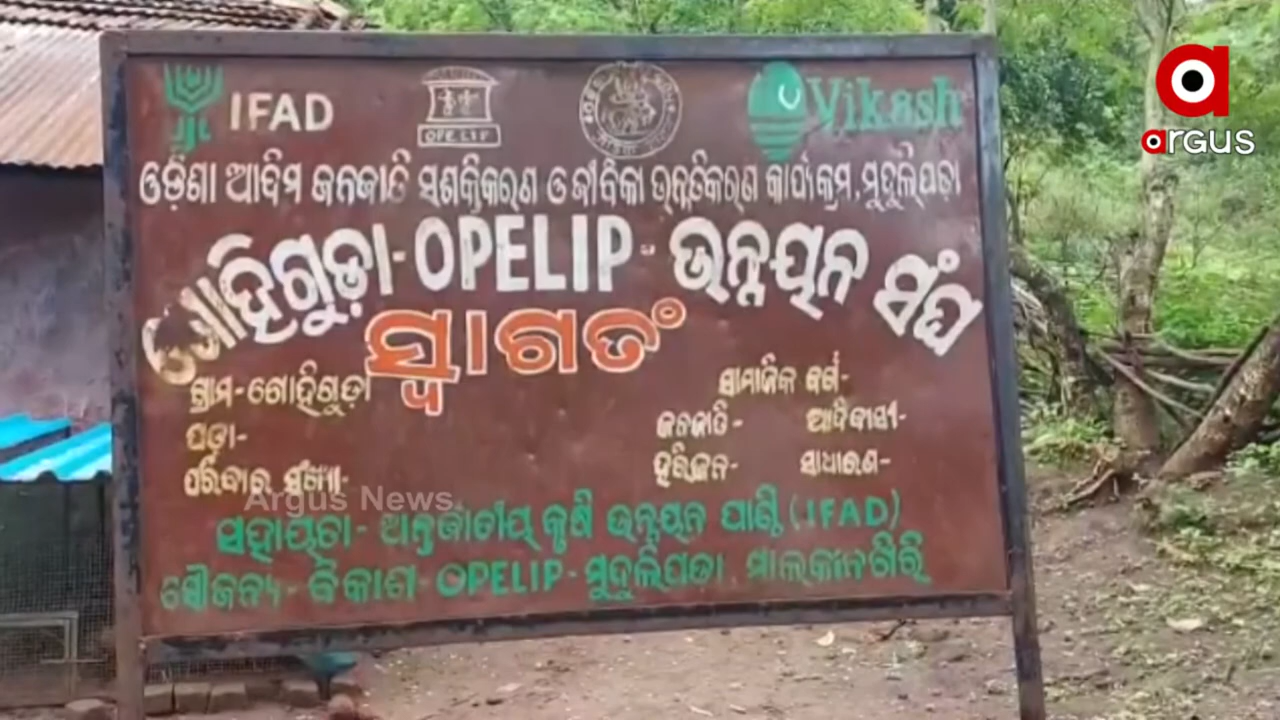 IFAD
OPELIP
Vikash
argus
ଓଡ଼ିଶା ଆଦିମ ଜନଜାତି ସଶକ୍ତିକରଣ ଓ ଜୀବିକା ଉନ୍ନତିକରଣ କାର୍ଯ୍ୟକ୍ରମ, ମୁଦୁଲିପଡ଼ା
ଗୋହିଗୁଡ଼ା - OPELIP - ଉନ୍ନୟନ ସଂଘ
ସ୍ୱାଗତଂ
ଗ୍ରାମ - ଗୋହିଗୁଡ଼ା
ସାମାଜିକ ବର୍ଗ -
ଜନଜାତି - ଆଦିବାସୀ -
ପରିବାର ସଂଖ୍ୟା -
ହରିଜନ - ସାଧାରଣ -
Argus News
ସହାୟତା - ଆନ୍ତର୍ଜାତୀୟ କୃଷି ଉନ୍ନୟନ ପାଣ୍ଠି (IFAD)
ସୌଜନ୍ୟ - ବିକାଶ - OPELIP - ମୁଦୁଲିପଡା, ମାଲକାନଗିରି